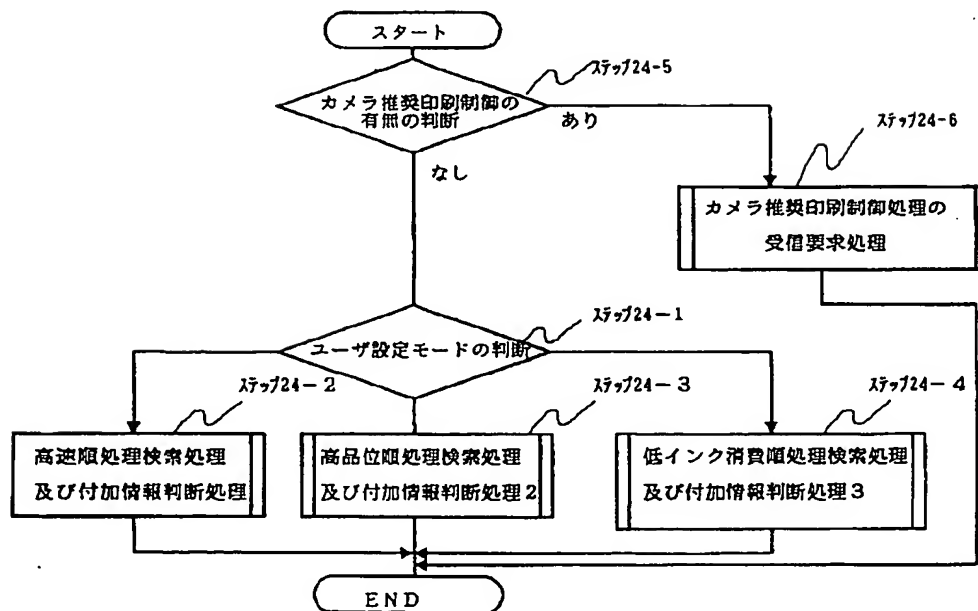 スタート
ステップ24-5
カメラ推奨印刷制御の
有無の判断
あり
なし
ステップ24-6
カメラ推奨印刷制御処理の
受信要求処理
ステップ24-1
ユーザ設定モードの判断
ステップ24-2
高速順処理検索処理
及び付加情報判断処理
ステップ24-3
高品位順処理検索処理
及び付加情報判断処理2
ステップ24-4
低インク消費順処理検索処理
及び付加情報判断処理3
END